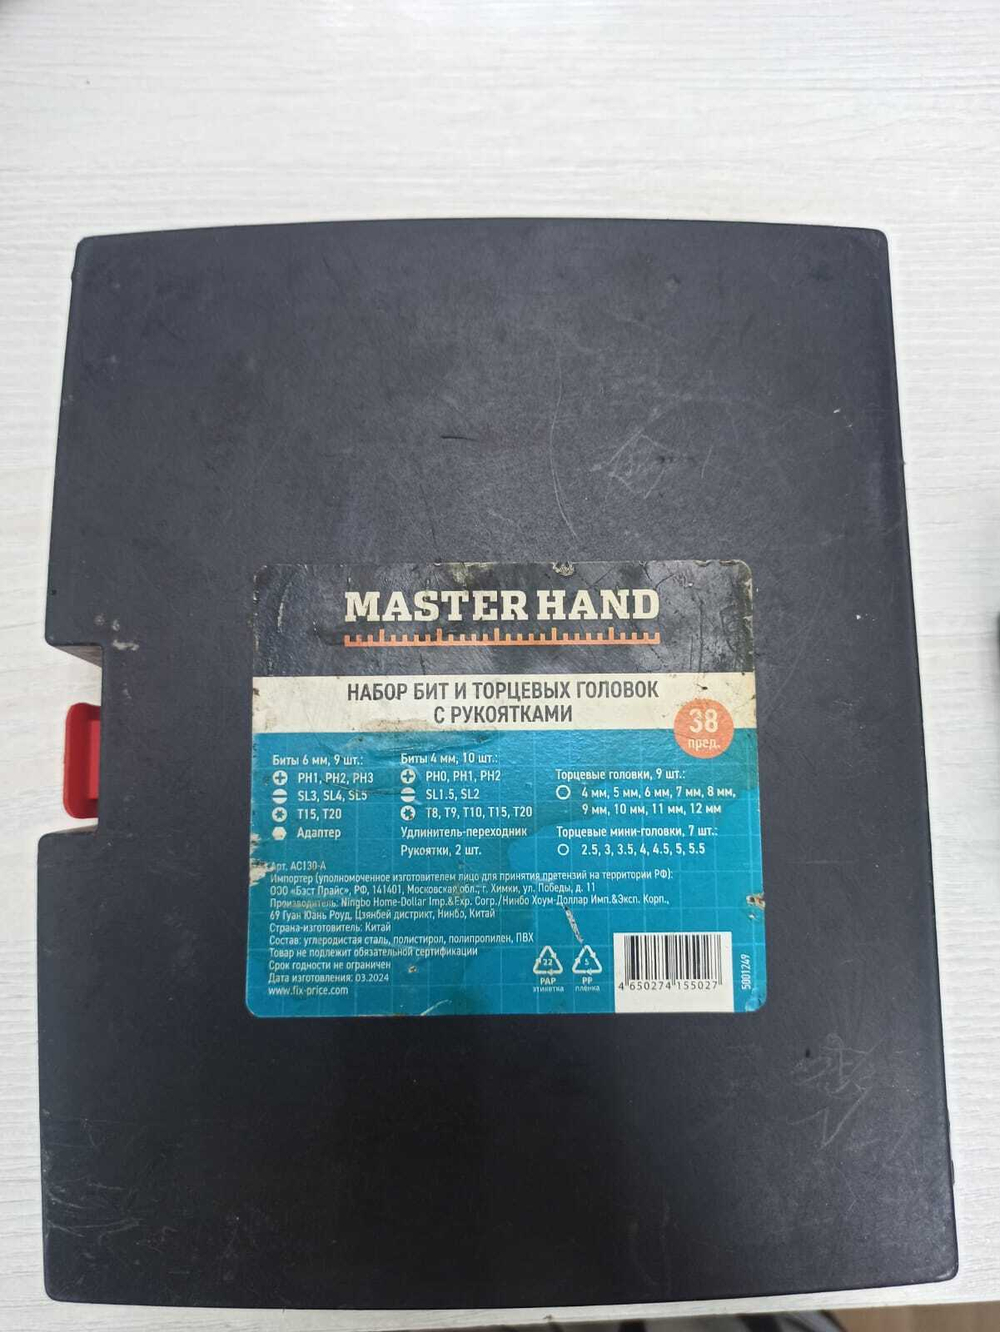 MASTER HAND
НАБОР БИТ И ТОРЦЕВЫХ ГОЛОВОК
С РУКОЯТКАМИ
38
пред.
Биты 6 мм, 9 шт.:
PH1, PH2, PH3
SL3, SL4, SL5
T15, T20
Адаптер
Биты 4 мм, 10 шт.:
PH0, PH1, PH2
SL1.5, SL2
T8, T9, T10, T15, T20
Удлинитель-переходник
Рукоятки, 2 шт.
Торцевые головки, 9 шт.:
4 мм, 5 мм, 6 мм, 7 мм, 8 мм,
9 мм, 10 мм, 11 мм, 12 мм
Торцевые мини-головки, 7 шт.:
2.5, 3, 3.5, 4, 4.5, 5, 5.5
Арт. AC130-A
Импортер (уполномоченное изготовителем лицо для принятия претензий на территории РФ):
ООО «Бэст Прайс», РФ, 141401, Московская обл., г. Химки, ул. Победы, д. 11
Производитель: Ningbo Home-Dollar Imp.&Exp. Corp./Нинбо Хоум-Доллар Имп.&Эксп. Корп.,
69 Гуан Юань Роуд, Цзянбей дистрикт, Нинбо, Китай
Страна-изготовитель: Китай
Состав: углеродистая сталь, полистирол, полипропилен, ПВХ
Товар не подлежит обязательной сертификации
Срок годности не ограничен
Дата изготовления: 03.2024
www.fix-price.com
22
PAP
этикетка
5
PP
пленка
4 650274 155027
5001249